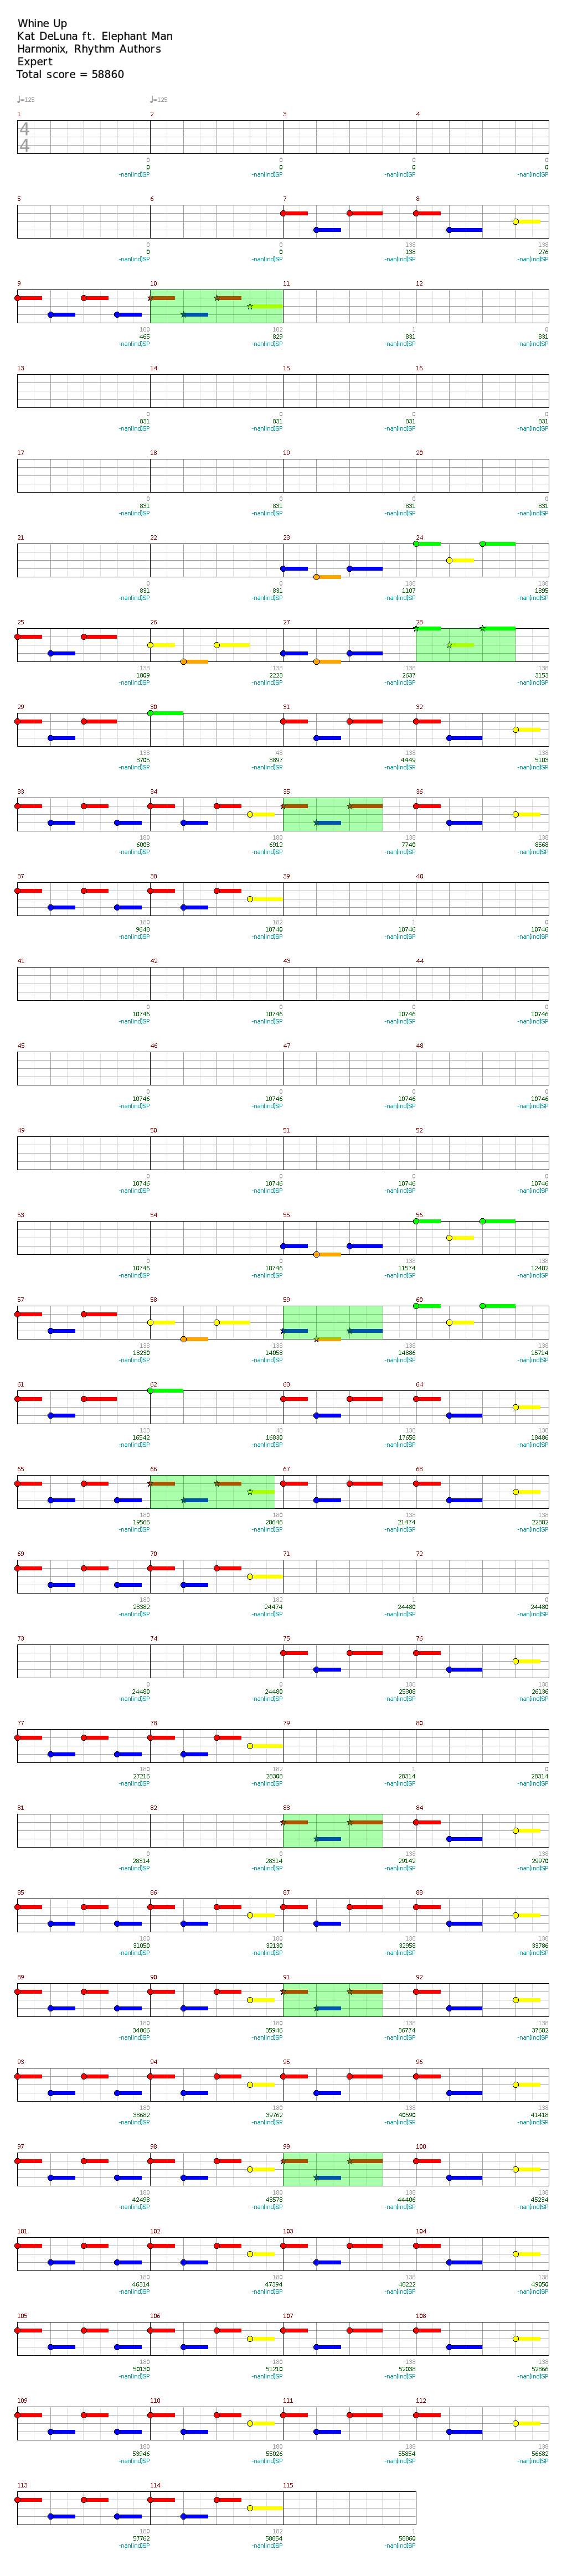 Whine Up
Kat DeLuna ft. Elephant Man
Harmonix, Rhythm Authors
Expert
Total score = 58860
♩=125 ♩=125
1 2 3 4
4
4
0 0 0 0
0 0 0 0
-nan(ind)SP -nan(ind)SP -nan(ind)SP -nan(ind)SP
5 6 7 8
0 0 138 138
0 0 138 276
-nan(ind)SP -nan(ind)SP -nan(ind)SP -nan(ind)SP
9 10 11 12
180 182 1 0
465 829 831 831
-nan(ind)SP -nan(ind)SP -nan(ind)SP -nan(ind)SP
13 14 15 16
0 0 0 0
831 831 831 831
-nan(ind)SP -nan(ind)SP -nan(ind)SP -nan(ind)SP
17 18 19 20
0 0 0 0
831 831 831 831
-nan(ind)SP -nan(ind)SP -nan(ind)SP -nan(ind)SP
21 22 23 24
0 0 138 138
831 831 1107 1395
-nan(ind)SP -nan(ind)SP -nan(ind)SP -nan(ind)SP
25 26 27 28
138 138 138 138
1809 2223 2637 3153
-nan(ind)SP -nan(ind)SP -nan(ind)SP -nan(ind)SP
29 30 31 32
138 48 138 138
3705 3897 4449 5103
-nan(ind)SP -nan(ind)SP -nan(ind)SP -nan(ind)SP
33 34 35 36
180 180 138 138
6003 6912 7740 8568
-nan(ind)SP -nan(ind)SP -nan(ind)SP -nan(ind)SP
37 38 39 40
180 182 1 0
9648 10740 10746 10746
-nan(ind)SP -nan(ind)SP -nan(ind)SP -nan(ind)SP
41 42 43 44
0 0 0 0
10746 10746 10746 10746
-nan(ind)SP -nan(ind)SP -nan(ind)SP -nan(ind)SP
45 46 47 48
0 0 0 0
10746 10746 10746 10746
-nan(ind)SP -nan(ind)SP -nan(ind)SP -nan(ind)SP
49 50 51 52
0 0 0 0
10746 10746 10746 10746
-nan(ind)SP -nan(ind)SP -nan(ind)SP -nan(ind)SP
53 54 55 56
0 0 138 138
10746 10746 11574 12402
-nan(ind)SP -nan(ind)SP -nan(ind)SP -nan(ind)SP
57 58 59 60
138 138 138 138
13230 14058 14886 15714
-nan(ind)SP -nan(ind)SP -nan(ind)SP -nan(ind)SP
61 62 63 64
138 48 138 138
16542 16830 17658 18486
-nan(ind)SP -nan(ind)SP -nan(ind)SP -nan(ind)SP
65 66 67 68
180 180 138 138
19566 20646 21474 22302
-nan(ind)SP -nan(ind)SP -nan(ind)SP -nan(ind)SP
69 70 71 72
180 182 1 0
23382 24474 24480 24480
-nan(ind)SP -nan(ind)SP -nan(ind)SP -nan(ind)SP
73 74 75 76
0 0 138 138
24480 24480 25308 26136
-nan(ind)SP -nan(ind)SP -nan(ind)SP -nan(ind)SP
77 78 79 80
180 182 1 0
27216 28308 28314 28314
-nan(ind)SP -nan(ind)SP -nan(ind)SP -nan(ind)SP
81 82 83 84
0 0 138 138
28314 28314 29142 29970
-nan(ind)SP -nan(ind)SP -nan(ind)SP -nan(ind)SP
85 86 87 88
180 180 138 138
31050 32130 32958 33786
-nan(ind)SP -nan(ind)SP -nan(ind)SP -nan(ind)SP
89 90 91 92
180 180 138 138
34866 35946 36774 37602
-nan(ind)SP -nan(ind)SP -nan(ind)SP -nan(ind)SP
93 94 95 96
180 180 138 138
38682 39762 40590 41418
-nan(ind)SP -nan(ind)SP -nan(ind)SP -nan(ind)SP
97 98 99 100
180 180 138 138
42498 43578 44406 45234
-nan(ind)SP -nan(ind)SP -nan(ind)SP -nan(ind)SP
101 102 103 104
180 180 138 138
46314 47394 48222 49050
-nan(ind)SP -nan(ind)SP -nan(ind)SP -nan(ind)SP
105 106 107 108
180 180 138 138
50130 51210 52038 52866
-nan(ind)SP -nan(ind)SP -nan(ind)SP -nan(ind)SP
109 110 111 112
180 180 138 138
53946 55026 55854 56682
-nan(ind)SP -nan(ind)SP -nan(ind)SP -nan(ind)SP
113 114 115
180 182 1
57762 58854 58860
-nan(ind)SP -nan(ind)SP -nan(ind)SP